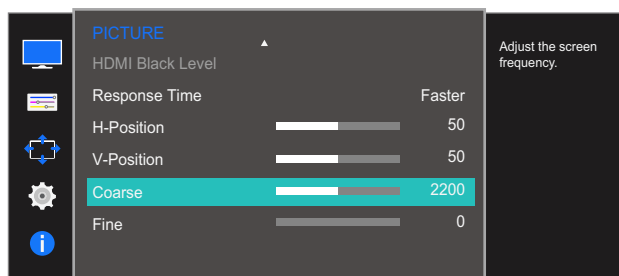 PICTURE
HDMI Black Level
Response Time Faster
H-Position 50
V-Position 50
Coarse 2200
Fine 0
Adjust the screen
frequency.